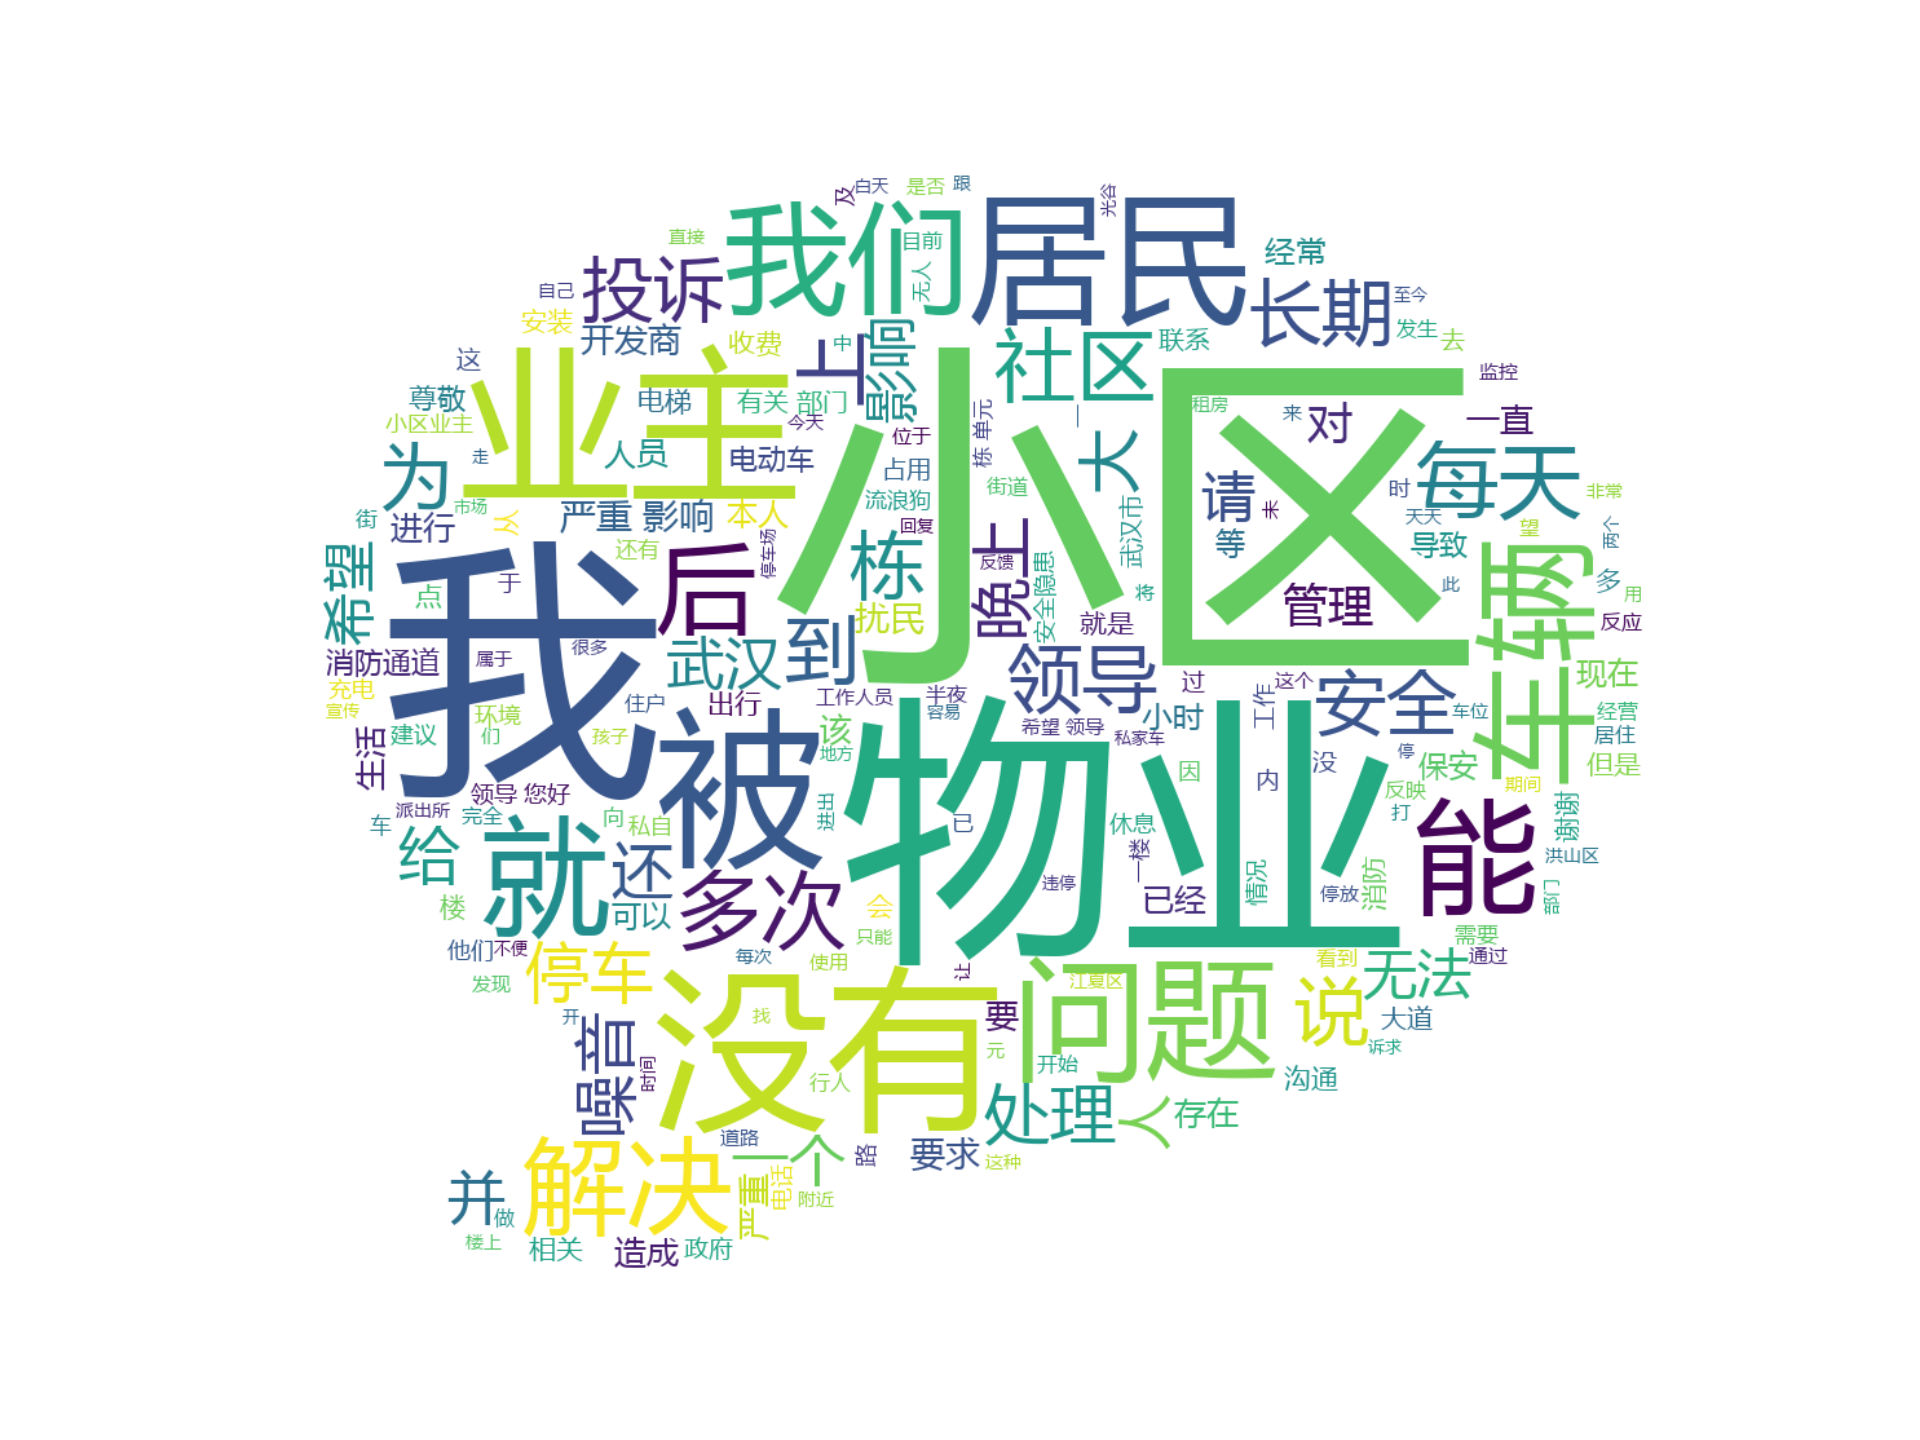 及
白天
是否
跟
光谷
我们
居民
直接
目前
投诉
经常
无人
长期
自己
至今
安装
开发商
收费
上
中
影响
社区
联系
发生
去
这
业主
小区
监控
尊敬
电梯
有关 部门
租房
小区业主
今天
栋 单元
一
大
来
对
一直
为
走
人员
电动车
位于
占用
请
每天
时
非常
市场
流浪狗
街道
未
天天
街
进行
从
严重 影响
本人
回复
武汉市
等
导致
望
两个
希望
还有
后
停车场
栋
晚上
反馈
安全隐患
车辆
点
于
我
将
管理
此
多
用
扰民
就是
反应
消防通道
属于
很多
武汉
到
领导
过
这个
安全
现在
充电
宣传
住户
出行
工作人员
半夜
容易
小时
工作
车位
经营
生活
建议
环境
们
孩子
被
该
地方
希望 领导
私家车
没
停
居住
物业
因
内
保安
但是
领导 您好
反映
期间
派出所
车
完全
向
私自
进出
已
休息
打
能
谢谢
给
就
还
一楼
洪山区
多次
违停
情况
停放
消防
部门
楼
可以
会
已经
只能
需要
他们
不便
停车
每次
使用
让
看到
无法
通过
发现
没有
问题
江夏区
说
开
找
要
大道
噪音
元
诉求
时间
行人
开始
沟通
处理
人
存在
解决
道路
一个
路
要求
这种
并
严重
电话
附近
做
楼上
相关
造成
政府